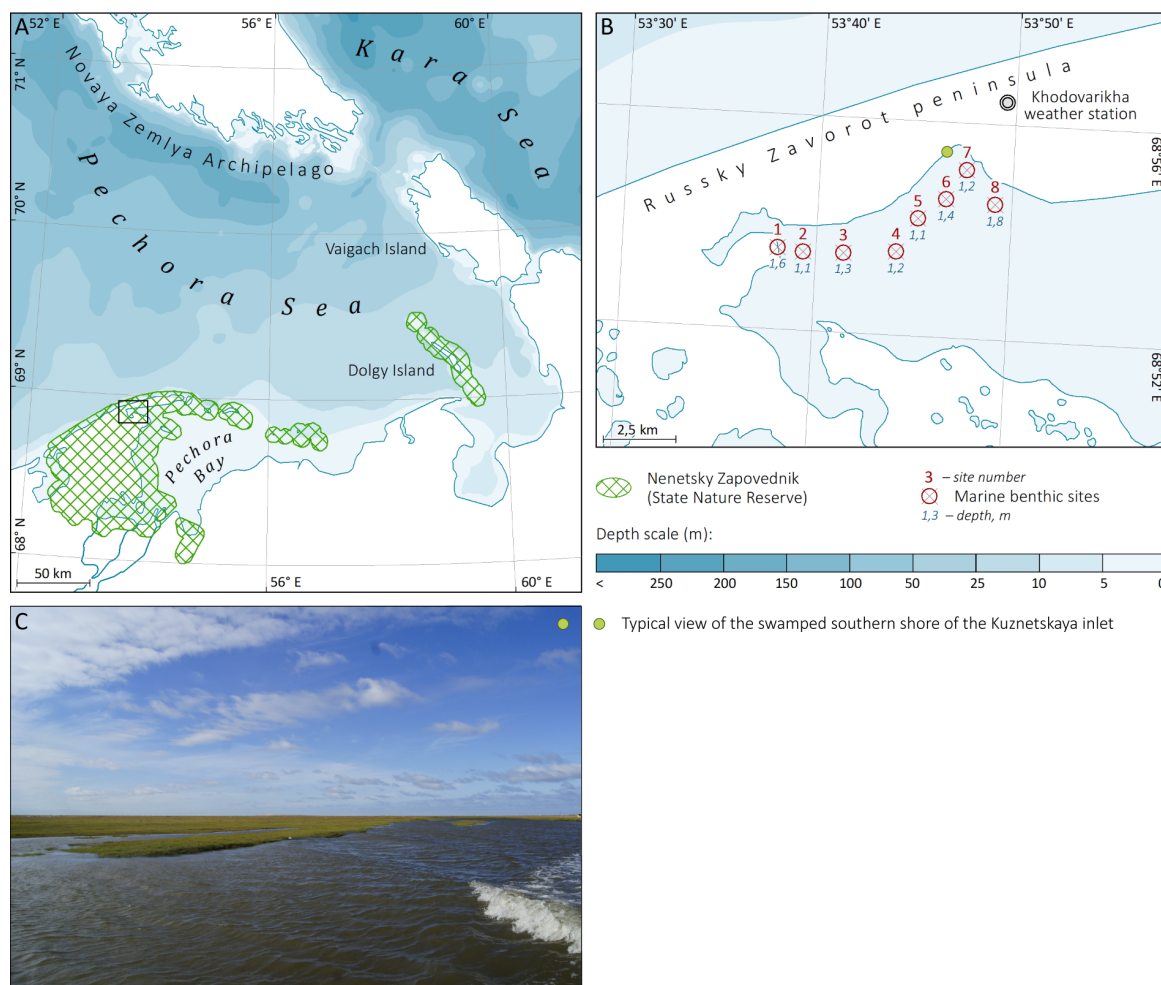 A
52° E
56° E
60° E
71° N
70° N
69° N
68° N
Kara Sea
Novaya Zemlya Archipelago
Pechora Sea
Vaigach Island
Dolgy Island
Pechora
Bay
50 km
56° E
60° E
B
53°30' E
53°40' E
53°50' E
Russky Zavorot peninsula
Khodovarikha
weather station
68°56' N
68°52' N
1
1,6
2
1,1
3
1,3
4
1,2
5
1,1
6
1,4
7
1,2
8
1,8
2,5 km
Nenetsky Zapovednik
(State Nature Reserve)
3 – site number
Marine benthic sites
1,3 – depth, m
Depth scale (m):
< 250 200 150 100 50 25 10 5 0
C
Typical view of the swamped southern shore of the Kuznetskaya inlet